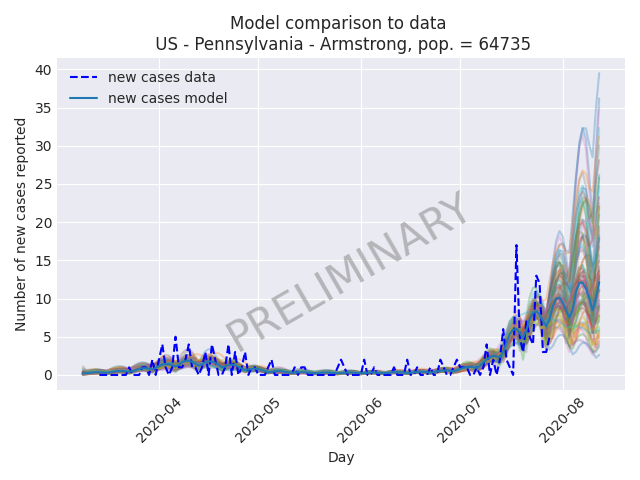 Model comparison to data
US - Pennsylvania - Armstrong, pop. = 64735
Number of new cases reported
40
35
30
25
20
15
10
5
0
new cases data
new cases model
PRELIMINARY
2020-04
2020-05
2020-06
2020-07
2020-08
Day